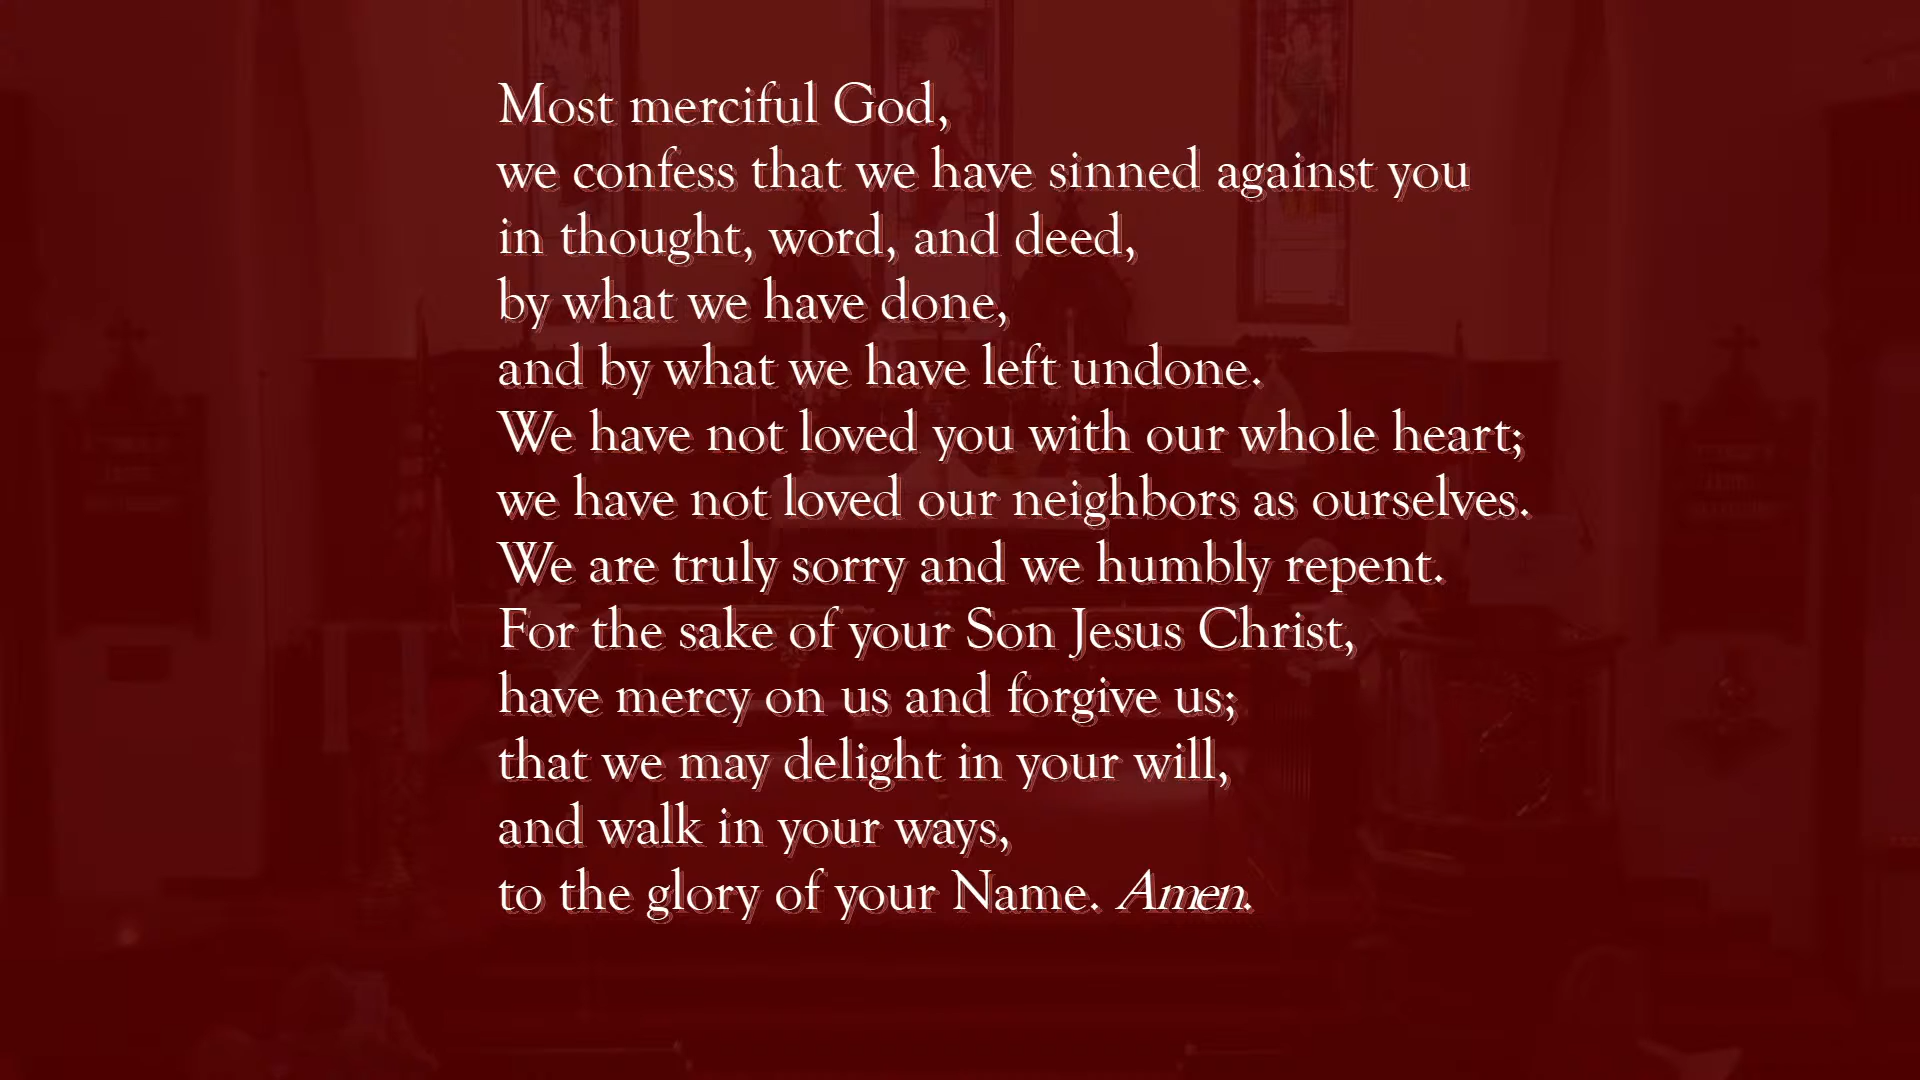 Most merciful God,
we confess that we have sinned against you
in thought, word, and deed,
by what we have done,
and by what we have left undone.
We have not loved you with our whole heart;
we have not loved our neighbors as ourselves.
We are truly sorry and we humbly repent.
For the sake of your Son Jesus Christ,
have mercy on us and forgive us;
that we may delight in your will,
and walk in your ways,
to the glory of your Name. Amen.